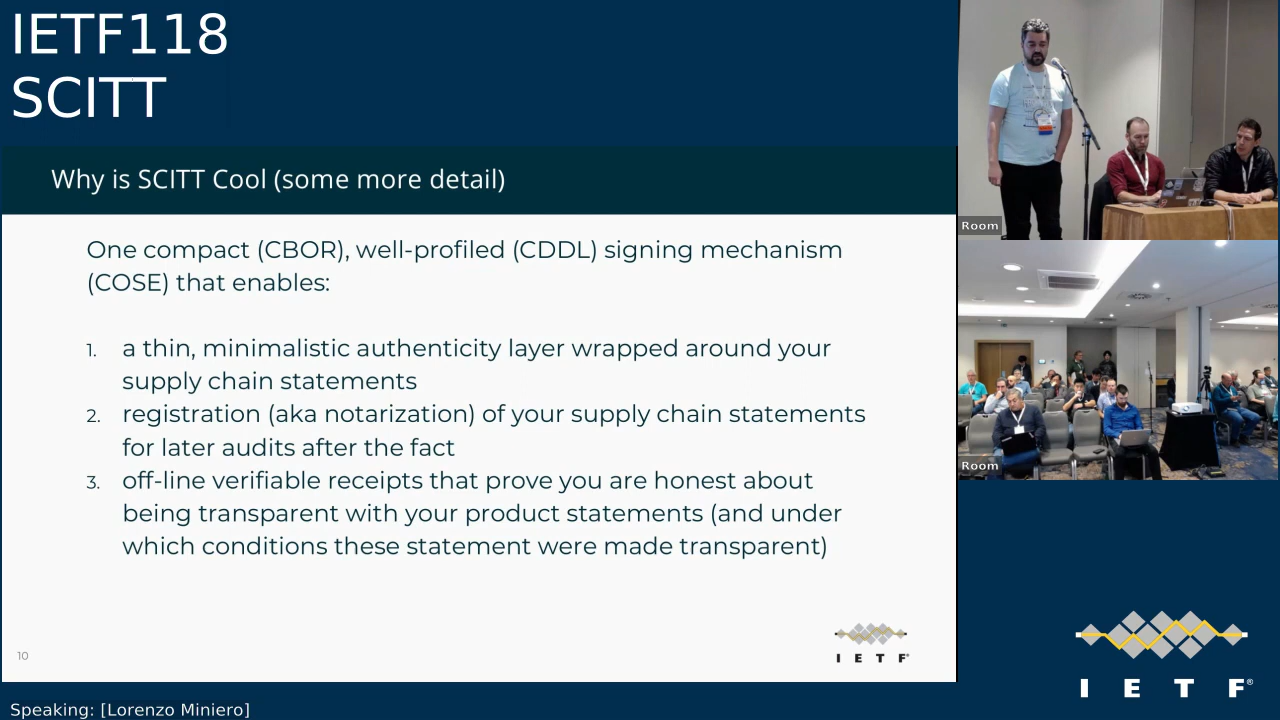 IETF118
SCITT
Why is SCITT Cool (some more detail)
One compact (CBOR), well-profiled (CDDL) signing mechanism
(COSE) that enables:
1. a thin, minimalistic authenticity layer wrapped around your
supply chain statements
2. registration (aka notarization) of your supply chain statements
for later audits after the fact
3. off-line verifiable receipts that prove you are honest about
being transparent with your product statements (and under
which conditions these statement were made transparent)
10
I E T F®
Room
Room
I E T F®
Speaking: [Lorenzo Miniero]